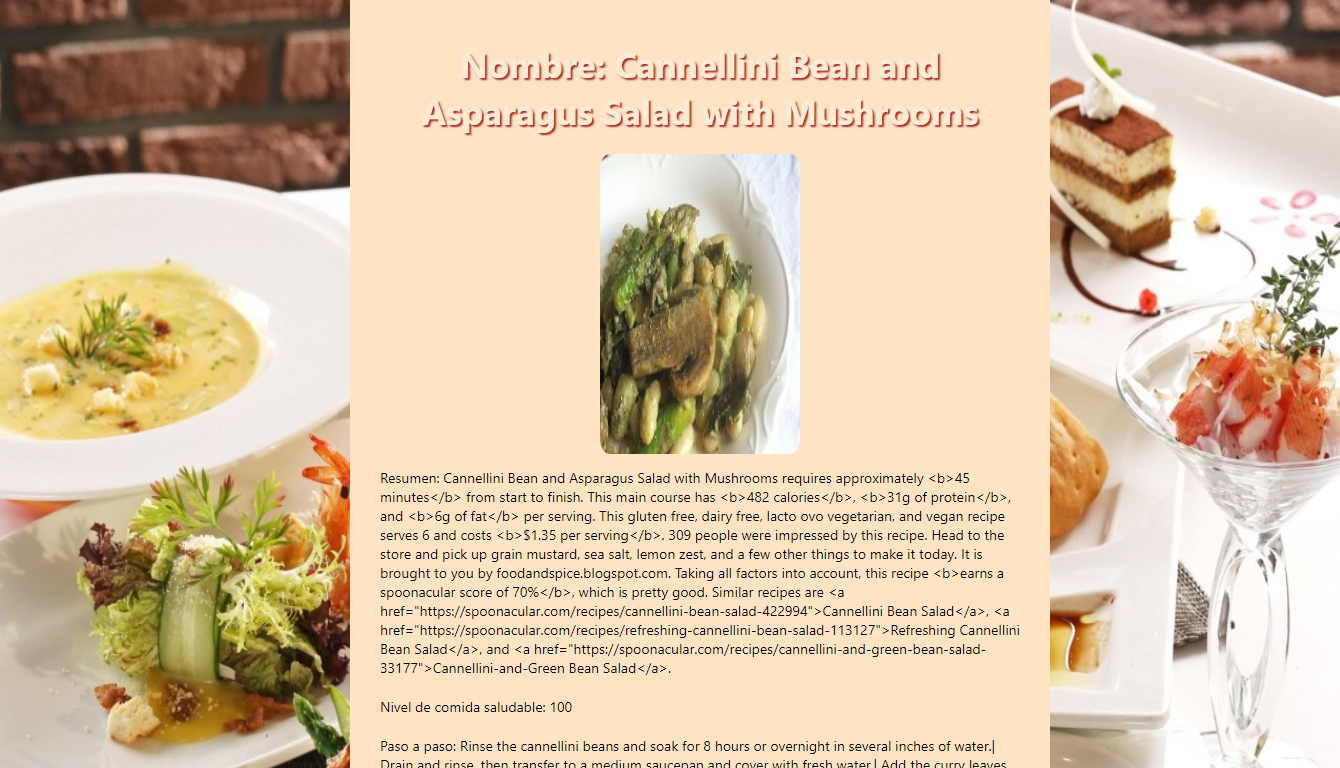 Nombre: Cannellini Bean and
Asparagus Salad with Mushrooms
Resumen: Cannellini Bean and Asparagus Salad with Mushrooms requires approximately <b>45
minutes</b> from start to finish. This main course has <b>482 calories</b>, <b>31g of protein</b>,
and <b>6g of fat</b> per serving. This gluten free, dairy free, lacto ovo vegetarian, and vegan recipe
serves 6 and costs <b>$1.35 per serving</b>. 309 people were impressed by this recipe. Head to the
store and pick up grain mustard, sea salt, lemon zest, and a few other things to make it today. It is
brought to you by foodandspice.blogspot.com. Taking all factors into account, this recipe <b>earns a
spoonacular score of 70%</b>, which is pretty good. Similar recipes are <a
href="https://spoonacular.com/recipes/cannellini-bean-salad-422994">Cannellini Bean Salad</a>, <a
href="https://spoonacular.com/recipes/refreshing-cannellini-bean-salad-113127">Refreshing Cannellini
Bean Salad</a>, and <a href="https://spoonacular.com/recipes/cannellini-and-green-bean-salad-
33177">Cannellini-and-Green Bean Salad</a>.
Nivel de comida saludable: 100
Paso a paso: Rinse the cannellini beans and soak for 8 hours or overnight in several inches of water.|
Drain and rinse, then transfer to a medium saucepan and cover with fresh water.| Add the curry leaves